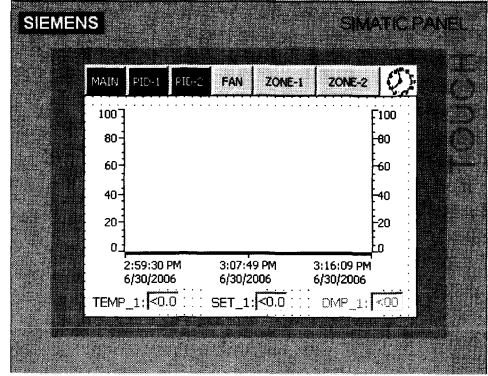 SIEMENS
SIMATIC PANEL
TOUCH
MAIN PID-1 PID-2 FAN ZONE-1 ZONE-2
100 100
80 80
60 60
40 40
20 20
0 0
2:59:30 PM 3:07:49 PM 3:16:09 PM
6/30/2006 6/30/2006 6/30/2006
TEMP_1: <0.0 SET_1: <0.0 DMP_1: <00